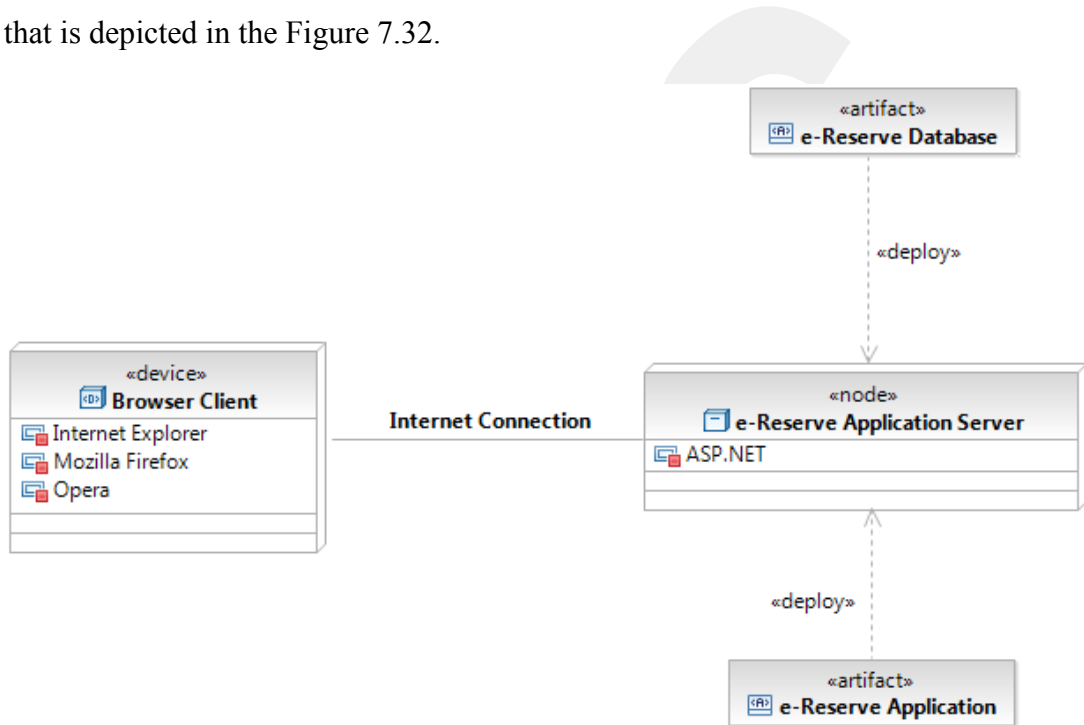 that is depicted in the Figure 7.32.
«artifact»
e-Reserve Database
«deploy»
«device»
Browser Client
Internet Explorer
Mozilla Firefox
Opera
Internet Connection
«node»
e-Reserve Application Server
ASP.NET
«deploy»
«artifact»
e-Reserve Application